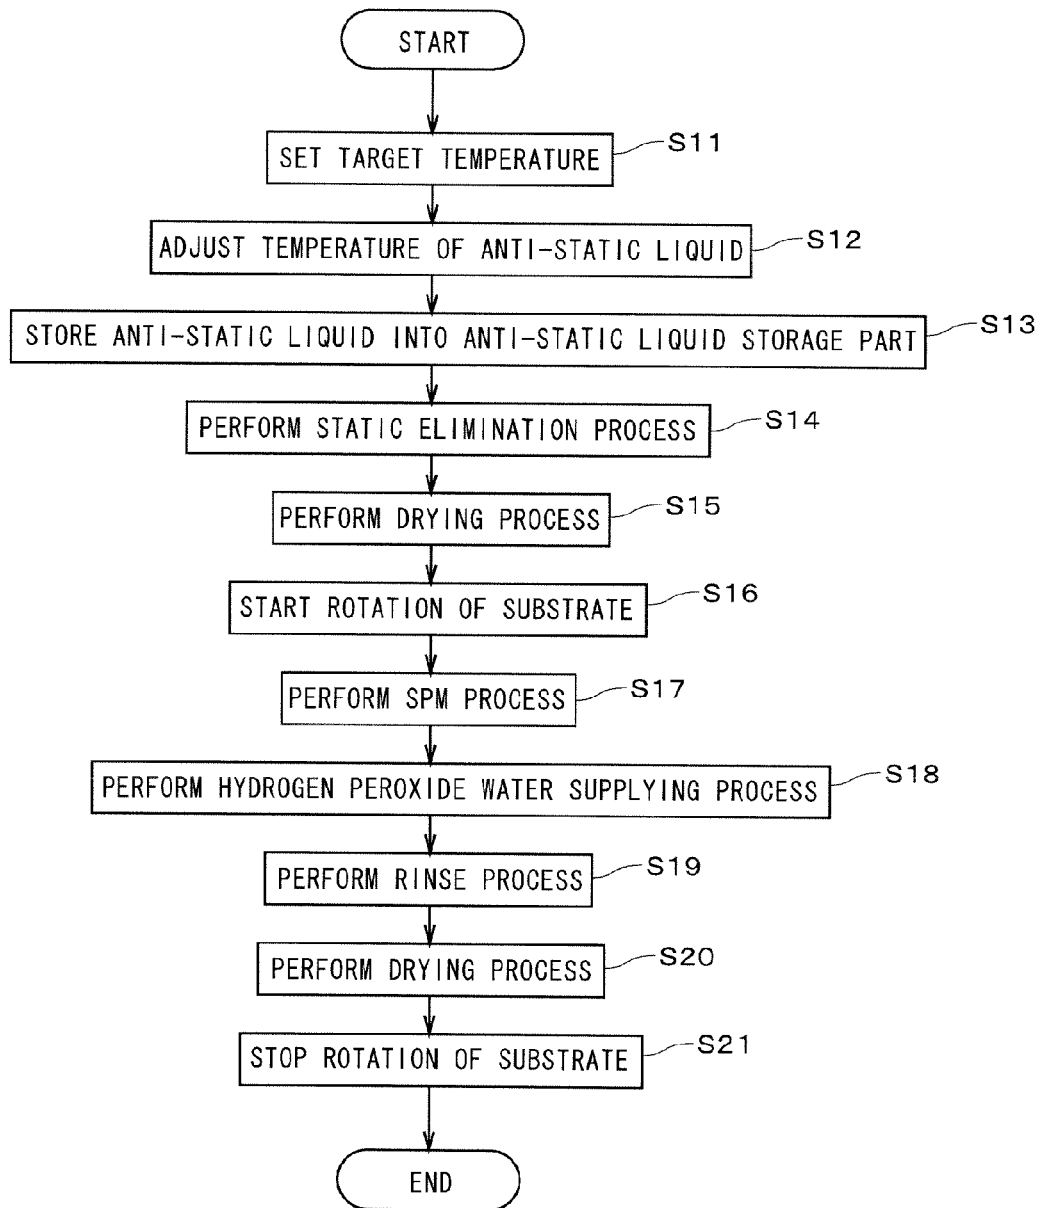 START
SET TARGET TEMPERATURE
S11
ADJUST TEMPERATURE OF ANTI-STATIC LIQUID
S12
STORE ANTI-STATIC LIQUID INTO ANTI-STATIC LIQUID STORAGE PART
S13
PERFORM STATIC ELIMINATION PROCESS
S14
PERFORM DRYING PROCESS
S15
START ROTATION OF SUBSTRATE
S16
PERFORM SPM PROCESS
S17
PERFORM HYDROGEN PEROXIDE WATER SUPPLYING PROCESS
S18
PERFORM RINSE PROCESS
S19
PERFORM DRYING PROCESS
S20
STOP ROTATION OF SUBSTRATE
S21
END